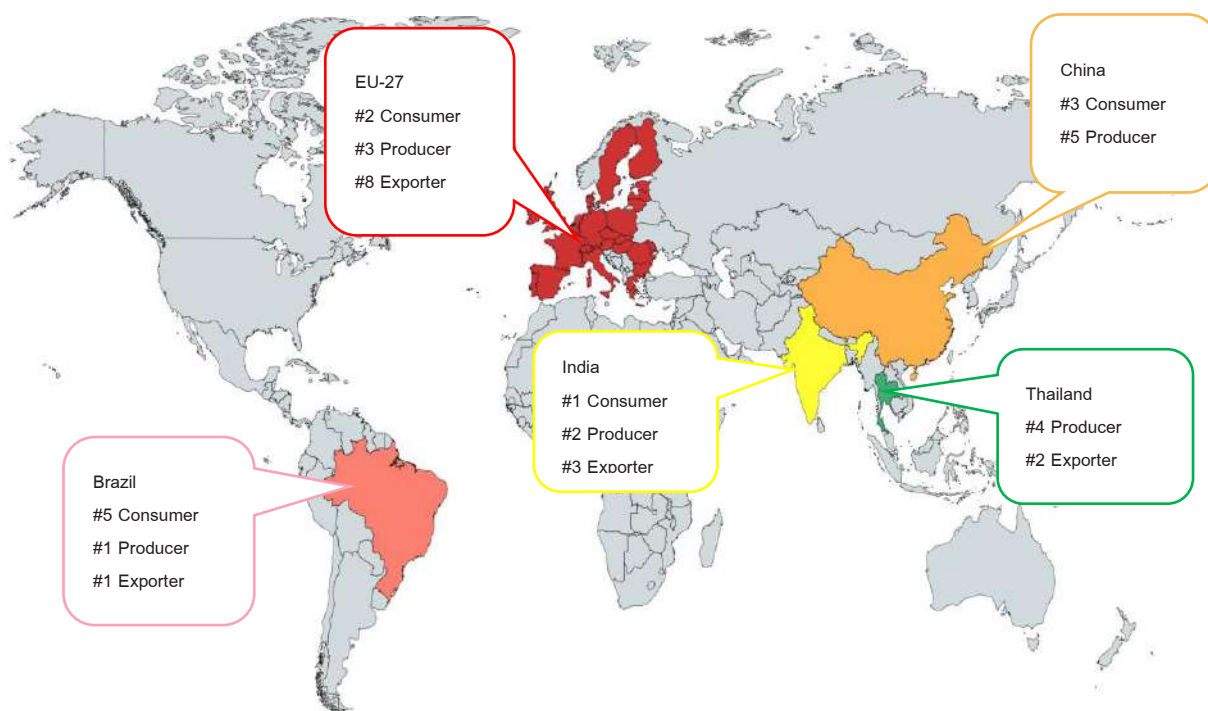 EU-27
#2 Consumer
#3 Producer
#8 Exporter
China
#3 Consumer
#5 Producer
India
#1 Consumer
#2 Producer
#3 Exporter
Thailand
#4 Producer
#2 Exporter
Brazil
#5 Consumer
#1 Producer
#1 Exporter